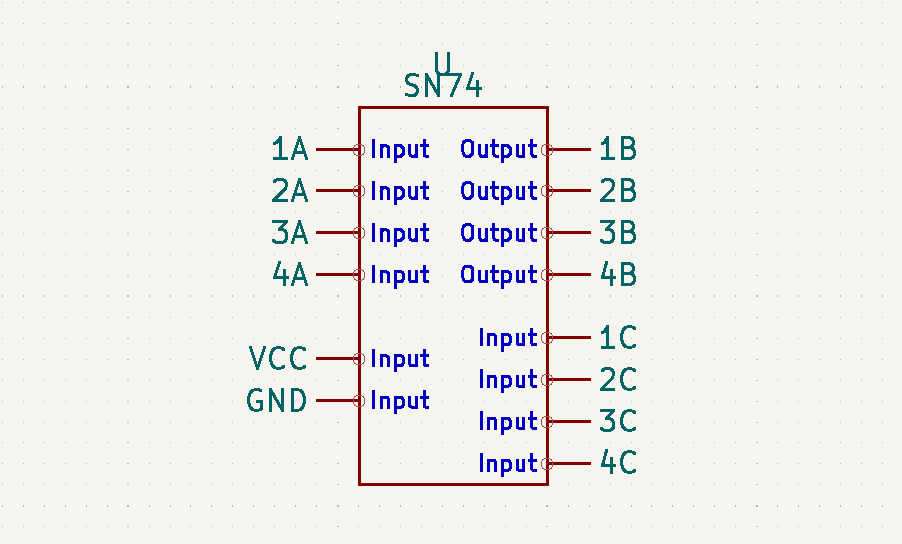 U
SN74
1A Input Output 1B
2A Input Output 2B
3A Input Output 3B
4A Input Output 4B
Input 1C
VCC Input
Input 2C
GND Input
Input 3C
Input 4C